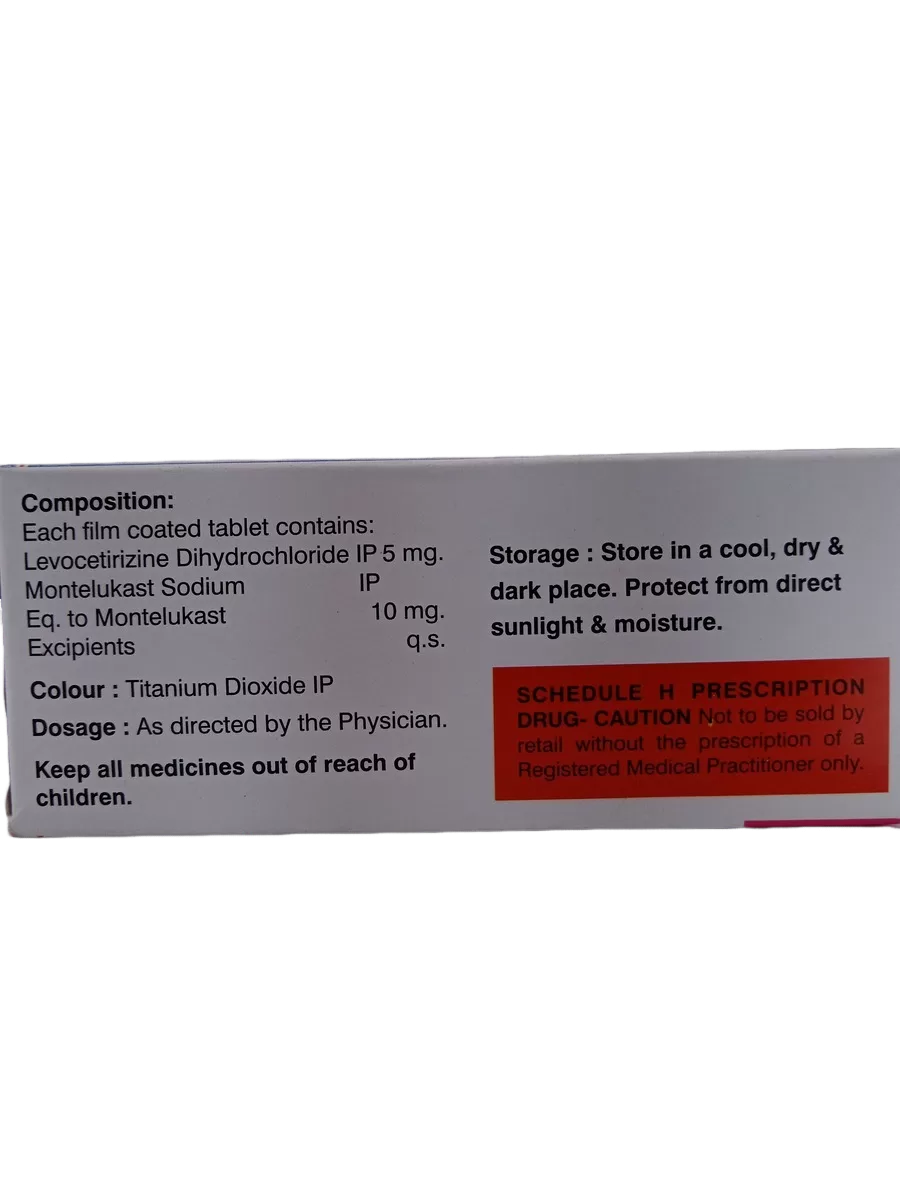 Composition:
Each film coated tablet contains:
Levocetirizine Dihydrochloride IP 5 mg.
Montelukast Sodium IP
Eq. to Montelukast 10 mg.
Excipients q.s.
Colour : Titanium Dioxide IP
Dosage : As directed by the Physician.
Keep all medicines out of reach of
children.
Storage : Store in a cool, dry &
dark place. Protect from direct
sunlight & moisture.
SCHEDULE H PRESCRIPTION
DRUG- CAUTION Not to be sold by
retail without the prescription of a
Registered Medical Practitioner only.